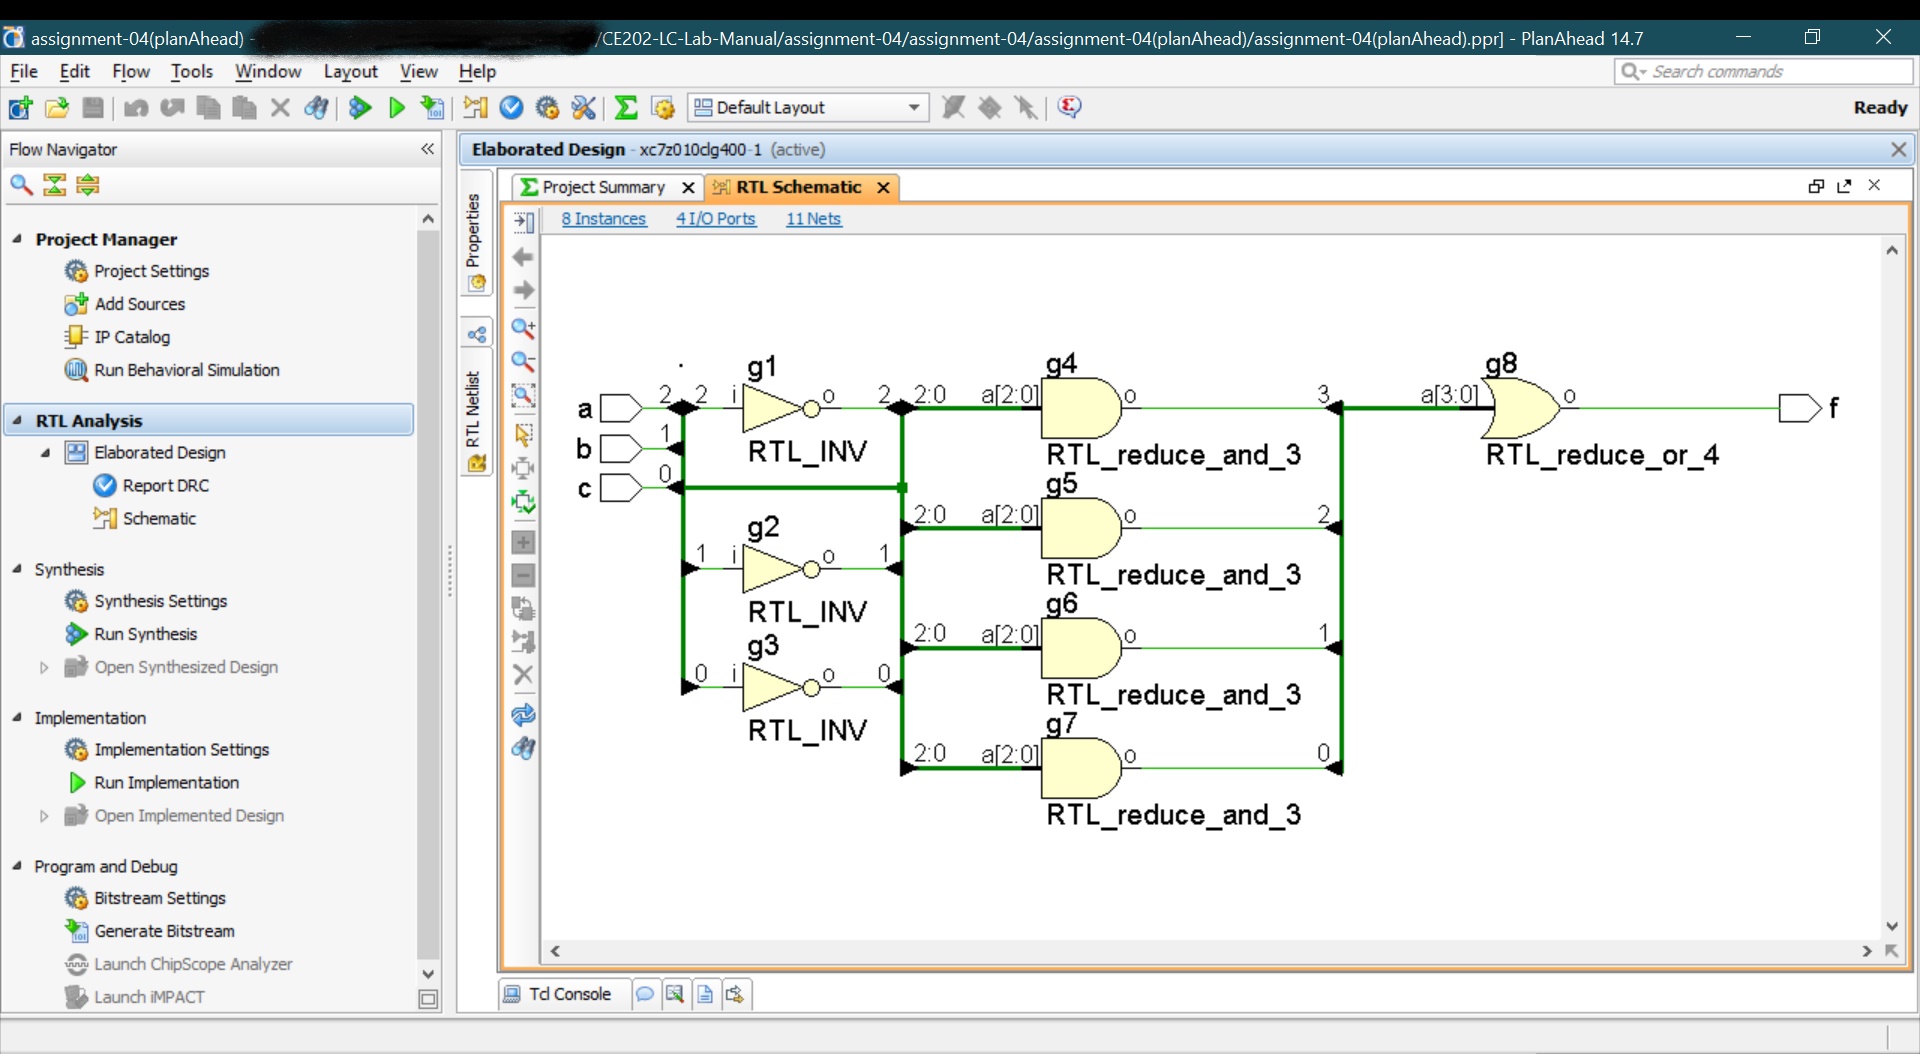 assignment-04(planAhead) - /CE202-LC-Lab-Manual/assignment-04/assignment-04/assignment-04(planAhead)/assignment-04(planAhead).ppr] - PlanAhead 14.7
File Edit Flow Tools Window Layout View Help
Search commands
Default Layout
Ready
Flow Navigator
Project Manager
Project Settings
Add Sources
IP Catalog
Run Behavioral Simulation
RTL Analysis
Elaborated Design
Report DRC
Schematic
Synthesis
Synthesis Settings
Run Synthesis
Open Synthesized Design
Implementation
Implementation Settings
Run Implementation
Open Implemented Design
Program and Debug
Bitstream Settings
Generate Bitstream
Launch ChipScope Analyzer
Launch iMPACT
Elaborated Design - xc7z010clg400-1 (active)
Properties
RTL Netlist
Project Summary
RTL Schematic
8 Instances 4 I/O Ports 11 Nets
g1 g4 g8
a 2 2 i o 2 2:0 a[2:0] o 3 a[3:0] o f
b 1 RTL_INV RTL_reduce_and_3 RTL_reduce_or_4
c 0 g5
2:0 a[2:0] o 2
g2
1 i o 1 RTL_reduce_and_3
RTL_INV g6
2:0 a[2:0] o 1
g3
0 i o 0 RTL_reduce_and_3
RTL_INV g7
2:0 a[2:0] o 0
RTL_reduce_and_3
Tcl Console